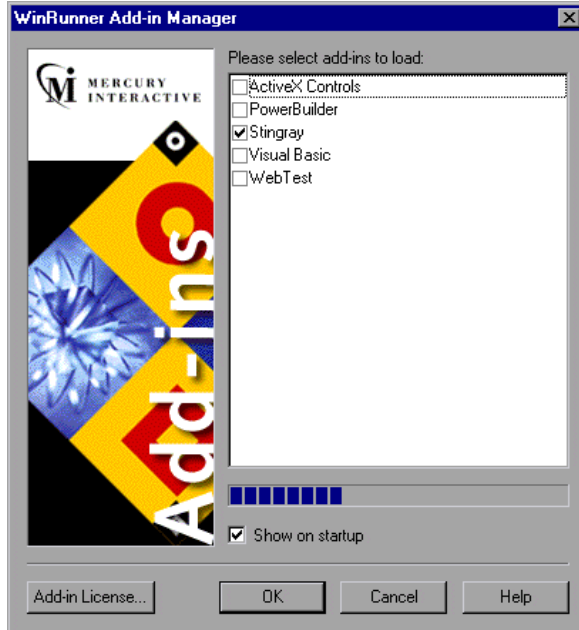 WinRunner Add-in Manager
MERCURY
INTERACTIVE
Add-ins
Please select add-ins to load:
ActiveX Controls
PowerBuilder
Stingray
Visual Basic
WebTest
Show on startup
Add-in License...
OK
Cancel
Help